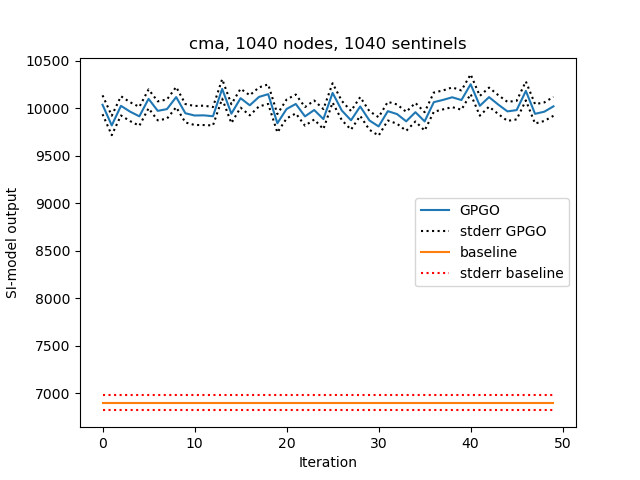 cma, 1040 nodes, 1040 sentinels
10500
10000
9500
9000
8500
8000
7500
7000
SI-model output
GPGO
stderr GPGO
baseline
stderr baseline
0
10
20
30
40
50
Iteration